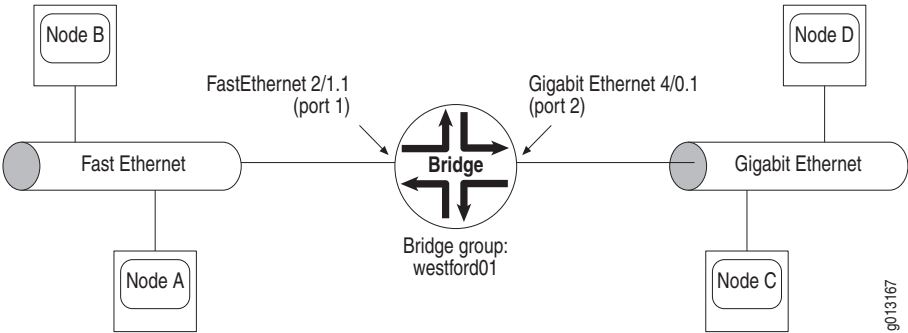 Node B
Node D
FastEthernet 2/1.1
(port 1)
Gigabit Ethernet 4/0.1
(port 2)
Fast Ethernet
Bridge
Gigabit Ethernet
Bridge group:
westford01
Node A
Node C
g013167